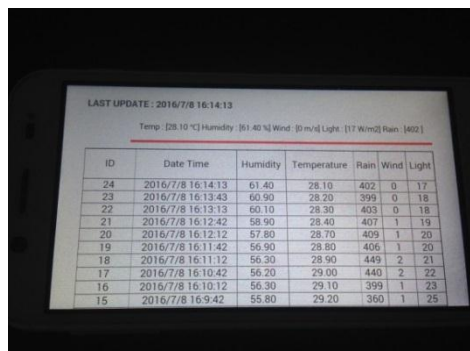 LAST UPDATE : 2016/7/8 16:14:13
Temp : [28.10 °C] Humidity : [61.40 %] Wind : [0 m/s] Light : [17 W/m2] Rain : [402 ]
ID Date Time Humidity Temperature Rain Wind Light
24 2016/7/8 16:14:13 61.40 28.10 402 0 17
23 2016/7/8 16:13:43 60.90 28.20 399 0 18
22 2016/7/8 16:13:13 60.10 28.30 403 0 18
21 2016/7/8 16:12:42 58.90 28.40 407 1 19
20 2016/7/8 16:12:12 57.80 28.70 409 1 20
19 2016/7/8 16:11:42 56.90 28.80 406 1 20
18 2016/7/8 16:11:12 56.30 28.90 449 2 21
17 2016/7/8 16:10:42 56.20 29.00 440 2 22
16 2016/7/8 16:10:12 56.30 29.10 399 1 23
15 2016/7/8 16:9:42 55.80 29.20 360 1 25